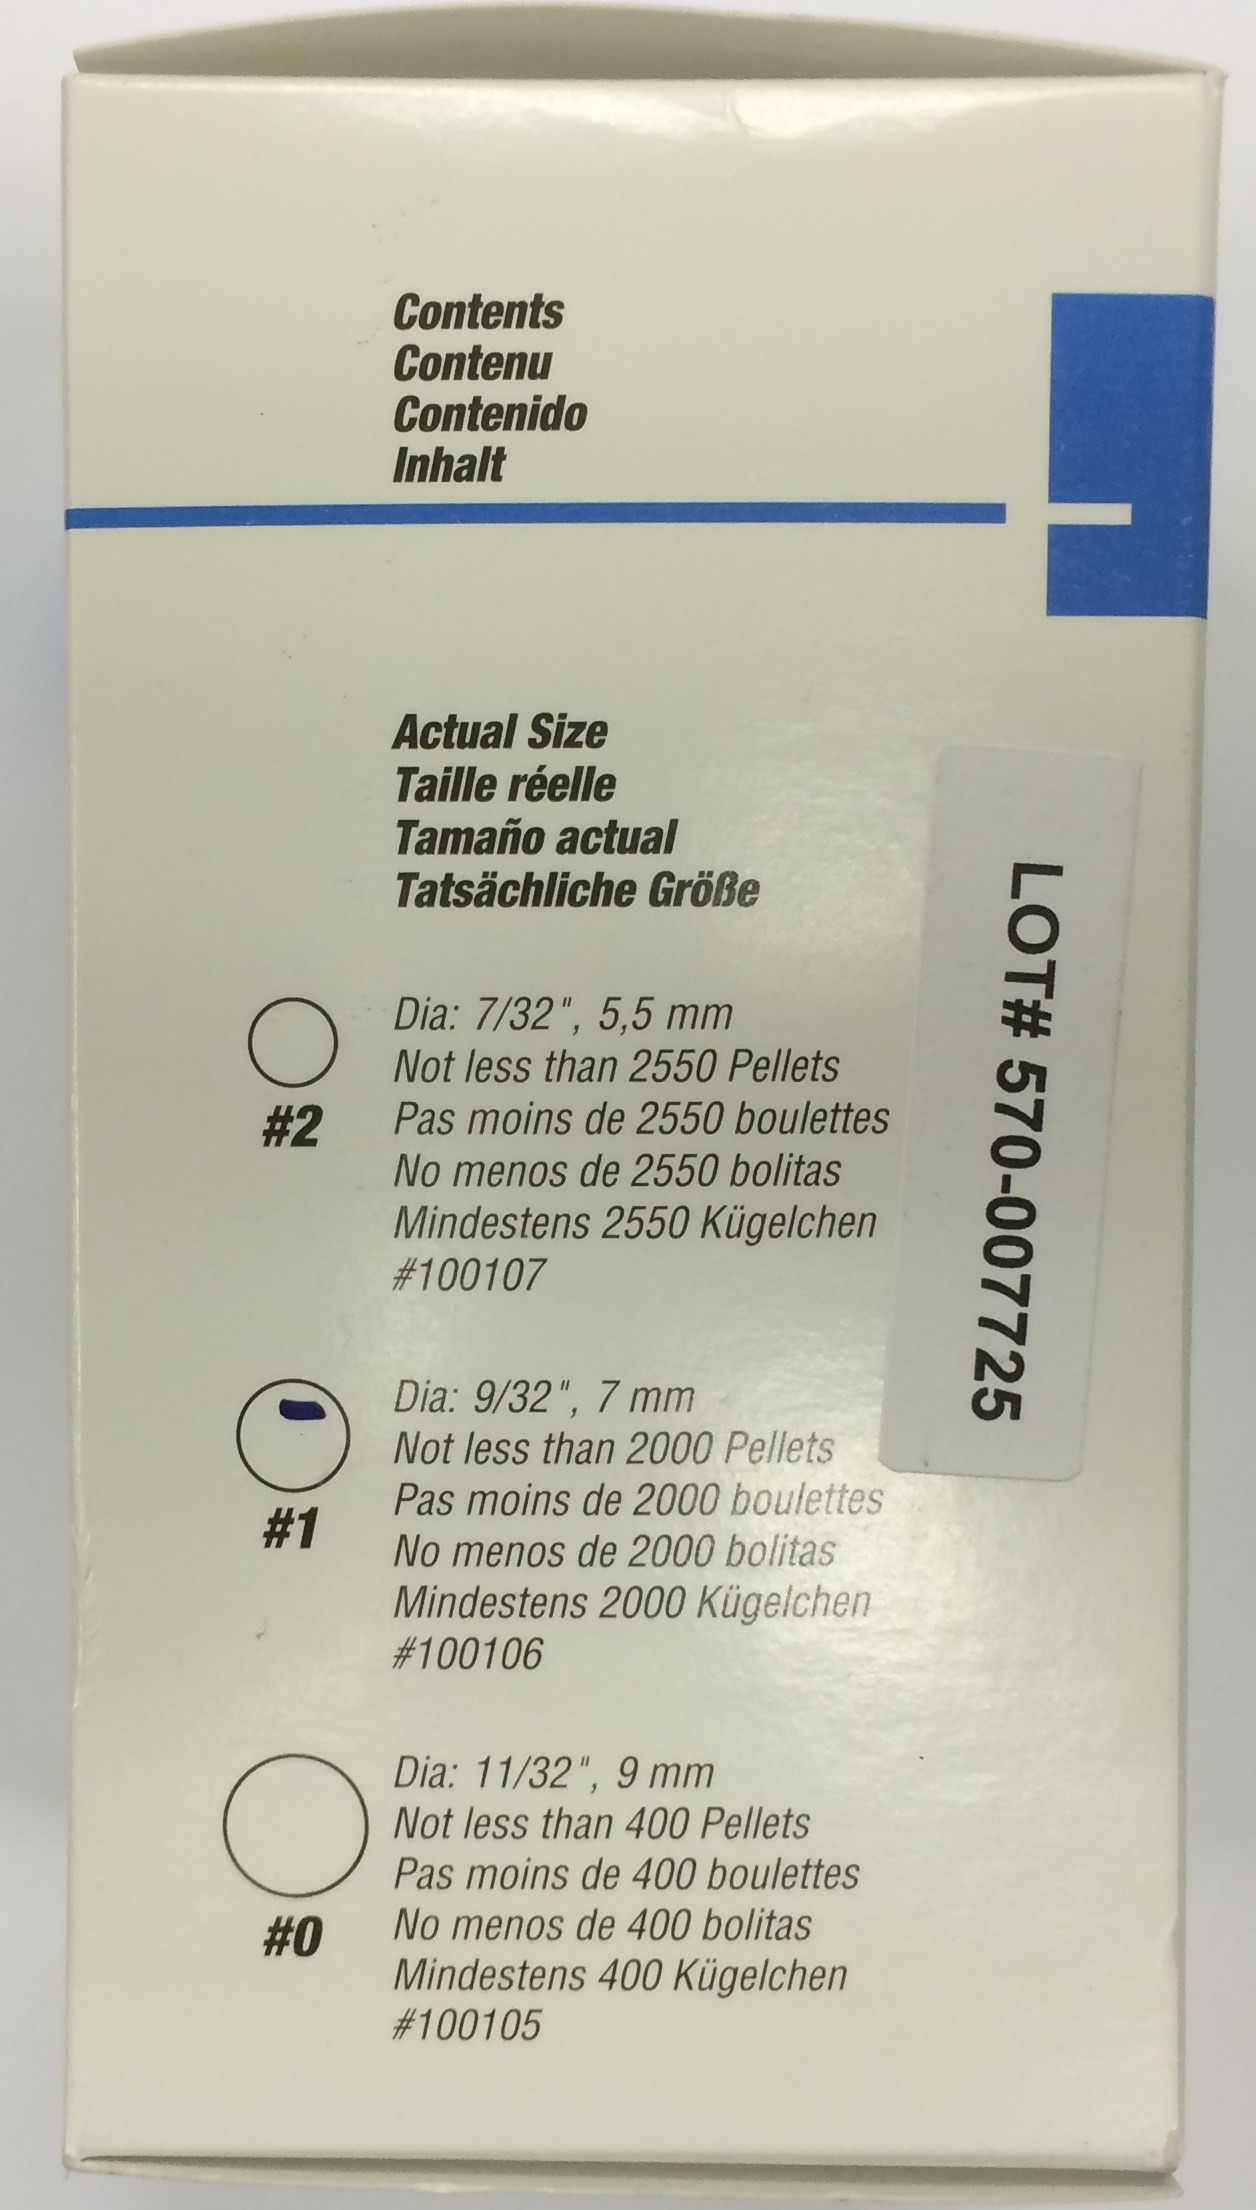 Contents
Contenu
Contenido
Inhalt
Actual Size
Taille réelle
Tamaño actual
Tatsächliche Größe
Dia: 7/32", 5,5 mm
Not less than 2550 Pellets
Pas moins de 2550 boulettes
No menos de 2550 bolitas
Mindestens 2550 Kügelchen
#100107
#2
Dia: 9/32", 7 mm
Not less than 2000 Pellets
Pas moins de 2000 boulettes
No menos de 2000 bolitas
Mindestens 2000 Kügelchen
#100106
#1
Dia: 11/32", 9 mm
Not less than 400 Pellets
Pas moins de 400 boulettes
No menos de 400 bolitas
Mindestens 400 Kügelchen
#100105
#0
LOT# 570-007725